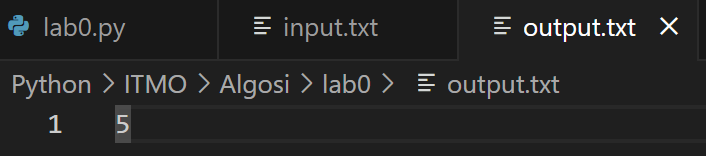 lab0.py input.txt output.txt
Python > ITMO > Algosi > lab0 > output.txt
1 5